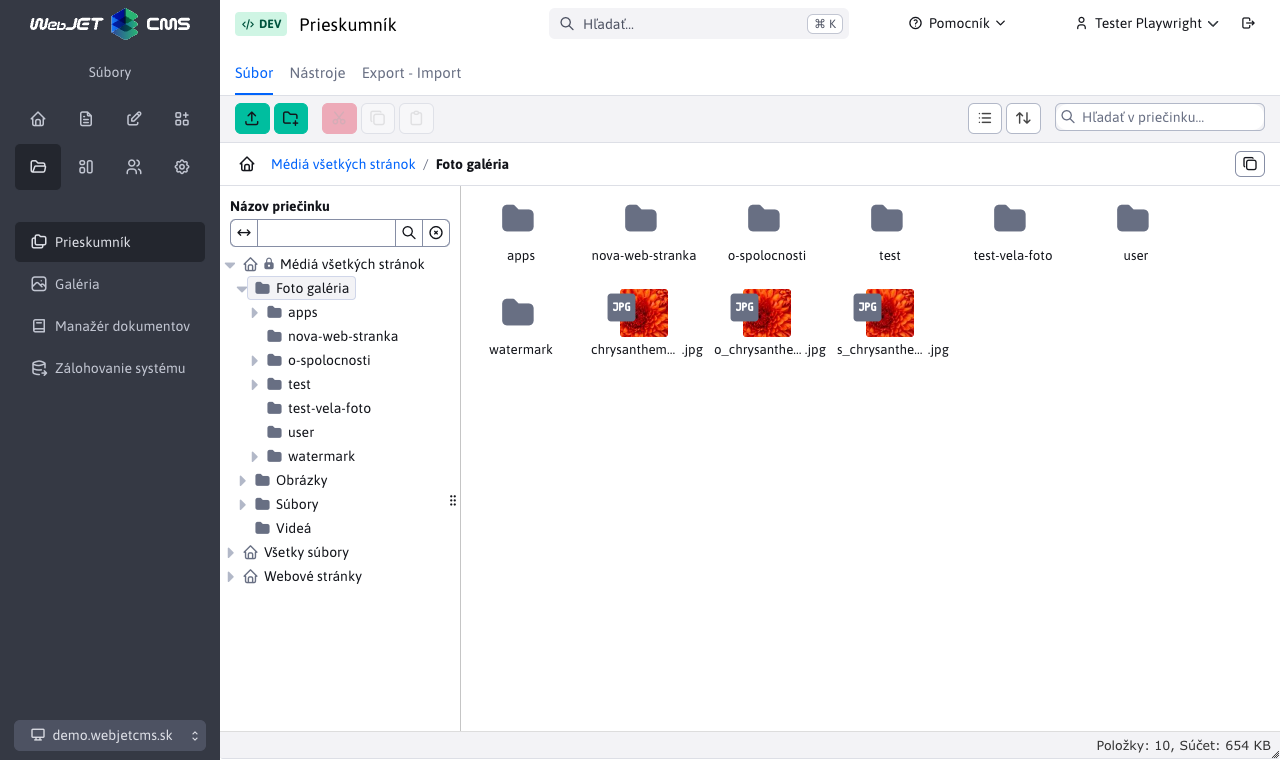 WebJET CMS
DEV
Prieskumník
Hľadať...
⌘ K
Pomocník
Tester Playwright
Súbory
Súbor
Nástroje
Export - Import
Hľadať v priečinku...
Médiá všetkých stránok / Foto galéria
Prieskumník
Galéria
Manažér dokumentov
Zálohovanie systému
Názov priečinku
Médiá všetkých stránok
Foto galéria
apps
nova-web-stranka
o-spolocnosti
test
test-vela-foto
user
watermark
Obrázky
Súbory
Videá
Všetky súbory
Webové stránky
apps
nova-web-stranka
o-spolocnosti
test
test-vela-foto
user
JPG
JPG
JPG
watermark
chrysanthem... .jpg
o_chrysanthe... .jpg
s_chrysanthe... .jpg
demo.webjetcms.sk
Položky: 10, Súčet: 654 KB